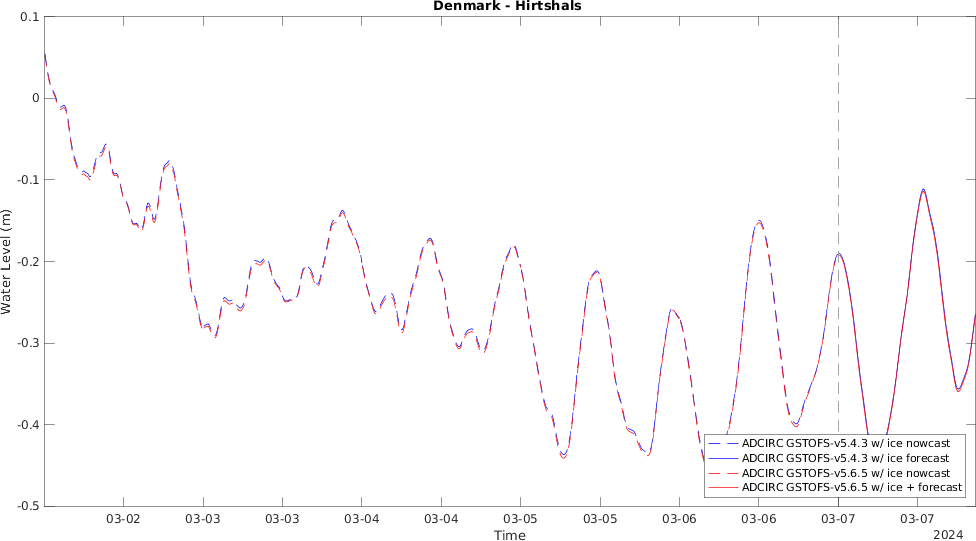 Denmark - Hirtshals
Water Level (m)
0.1
0
-0.1
-0.2
-0.3
-0.4
-0.5
ADCIRC GSTOFS-v5.4.3 w/ ice nowcast
ADCIRC GSTOFS-v5.4.3 w/ ice forecast
ADCIRC GSTOFS-v5.6.5 w/ ice nowcast
ADCIRC GSTOFS-v5.6.5 w/ ice + forecast
03-02 03-03 03-03 03-04 03-04 03-05 03-05 03-06 03-06 03-07 03-07
Time
2024